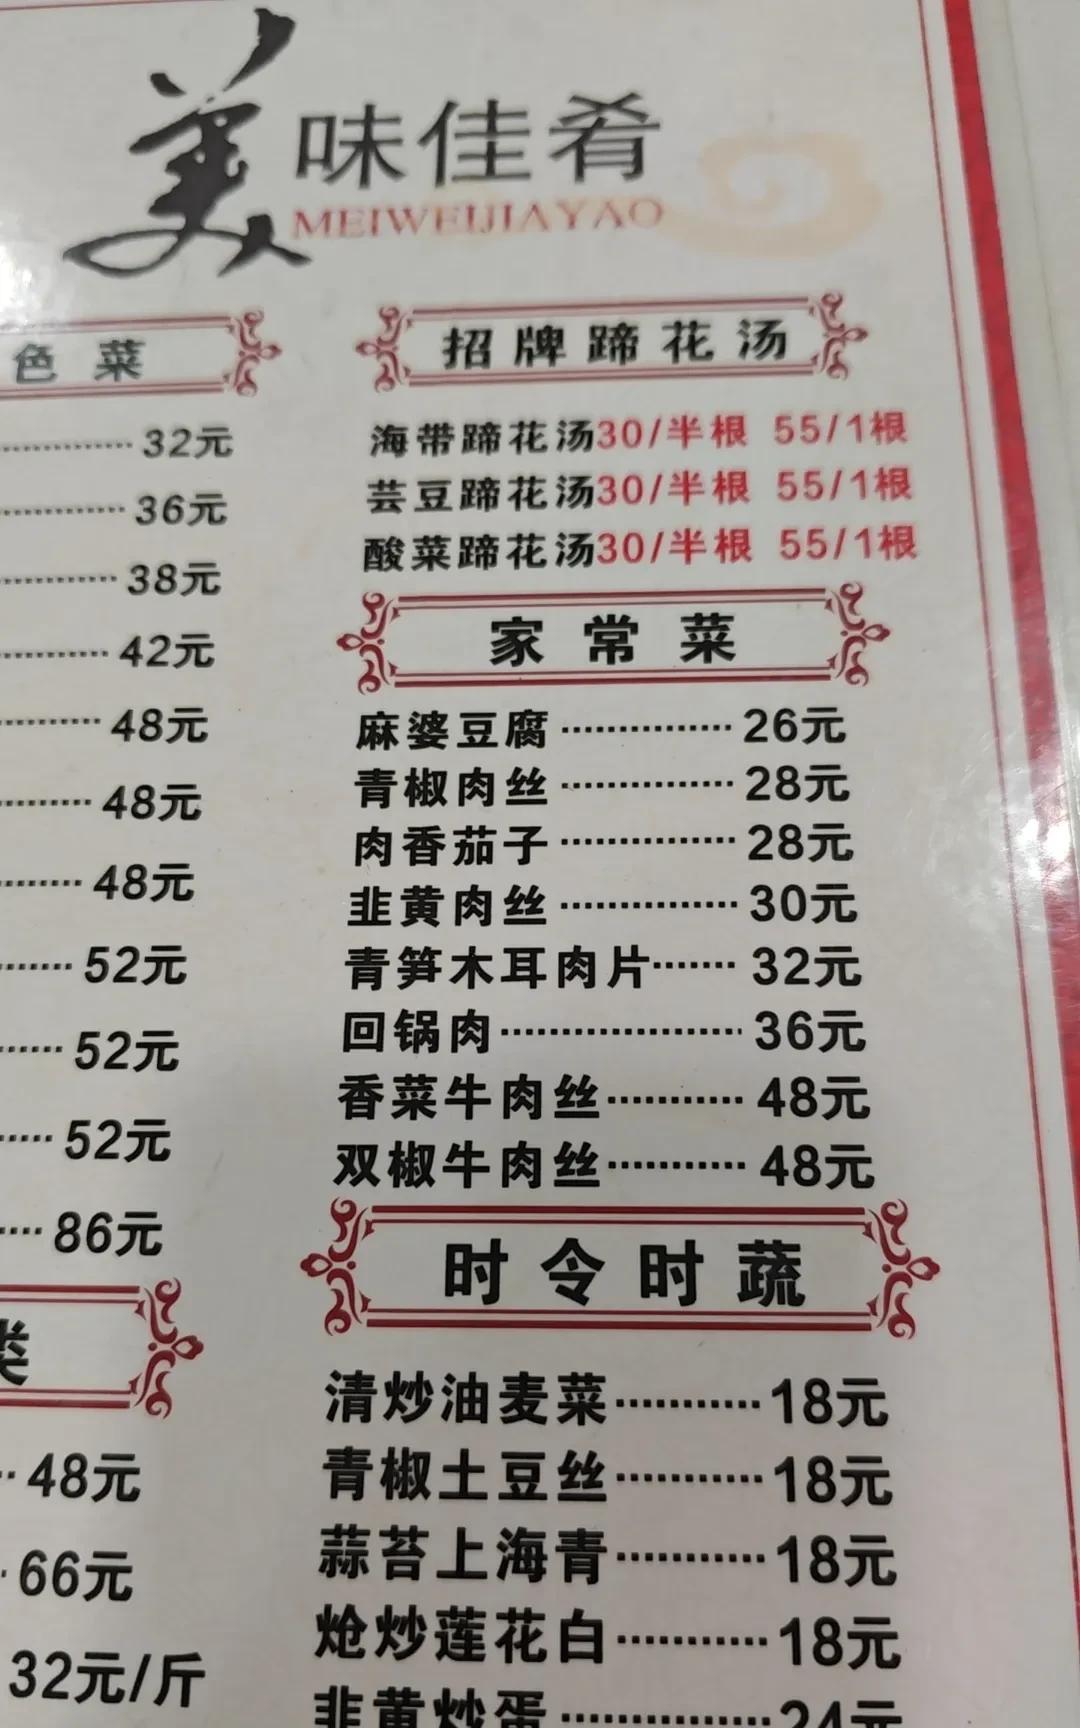 美味佳肴
MEIWEIJIAYAO
色菜
32元
36元
38元
42元
48元
48元
48元
52元
52元
52元
86元
类
48元
66元
32元/斤
招牌蹄花汤
海带蹄花汤30/半根 55/1根
芸豆蹄花汤30/半根 55/1根
酸菜蹄花汤30/半根 55/1根
家常菜
麻婆豆腐 26元
青椒肉丝 28元
肉香茄子 28元
韭黄肉丝 30元
青笋木耳肉片 32元
回锅肉 36元
香菜牛肉丝 48元
双椒牛肉丝 48元
时令时蔬
清炒油麦菜 18元
青椒土豆丝 18元
蒜苔上海青 18元
炝炒莲花白 18元
韭黄炒蛋 24元